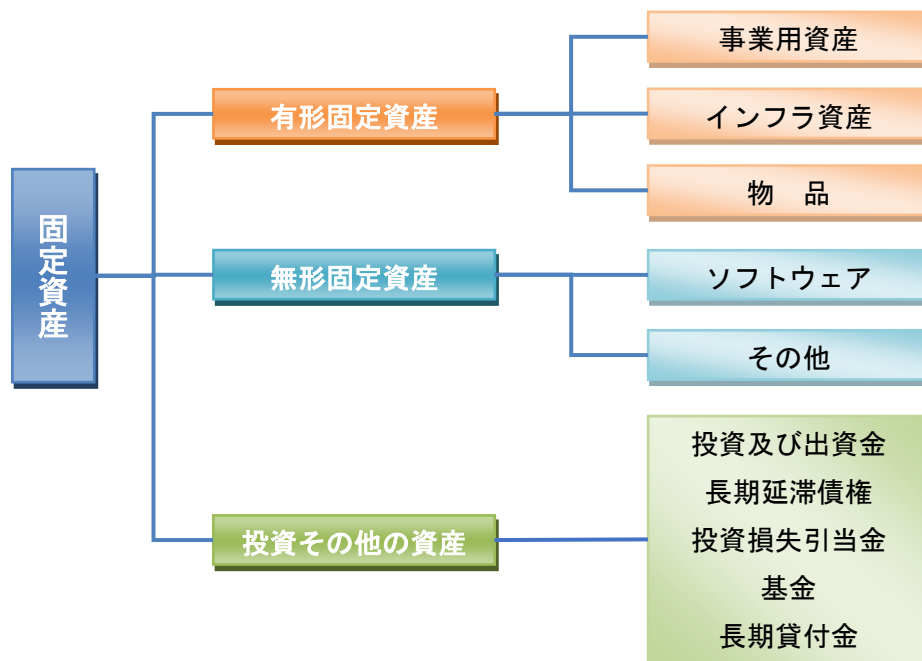 固定資産
有形固定資産
事業用資産
インフラ資産
物　品
無形固定資産
ソフトウェア
その他
投資その他の資産
投資及び出資金
長期延滞債権
投資損失引当金
基金
長期貸付金